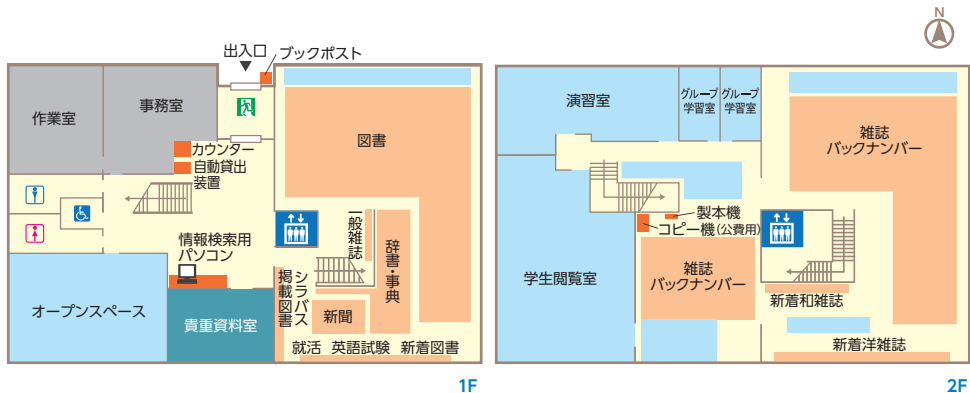 N
出入口
ブックポスト
作業室
事務室
図書
カウンター
自動貸出
装置
情報検索用
パソコン
一般雑誌
辞書・事典
オープンスペース
貴重資料室
シラバス
掲載図書
新聞
就活 英語試験 新着図書
1F
演習室
グループ
学習室
グループ
学習室
雑誌
バックナンバー
製本機
コピー機(公費用)
学生閲覧室
雑誌
バックナンバー
新着和雑誌
新着洋雑誌
2F